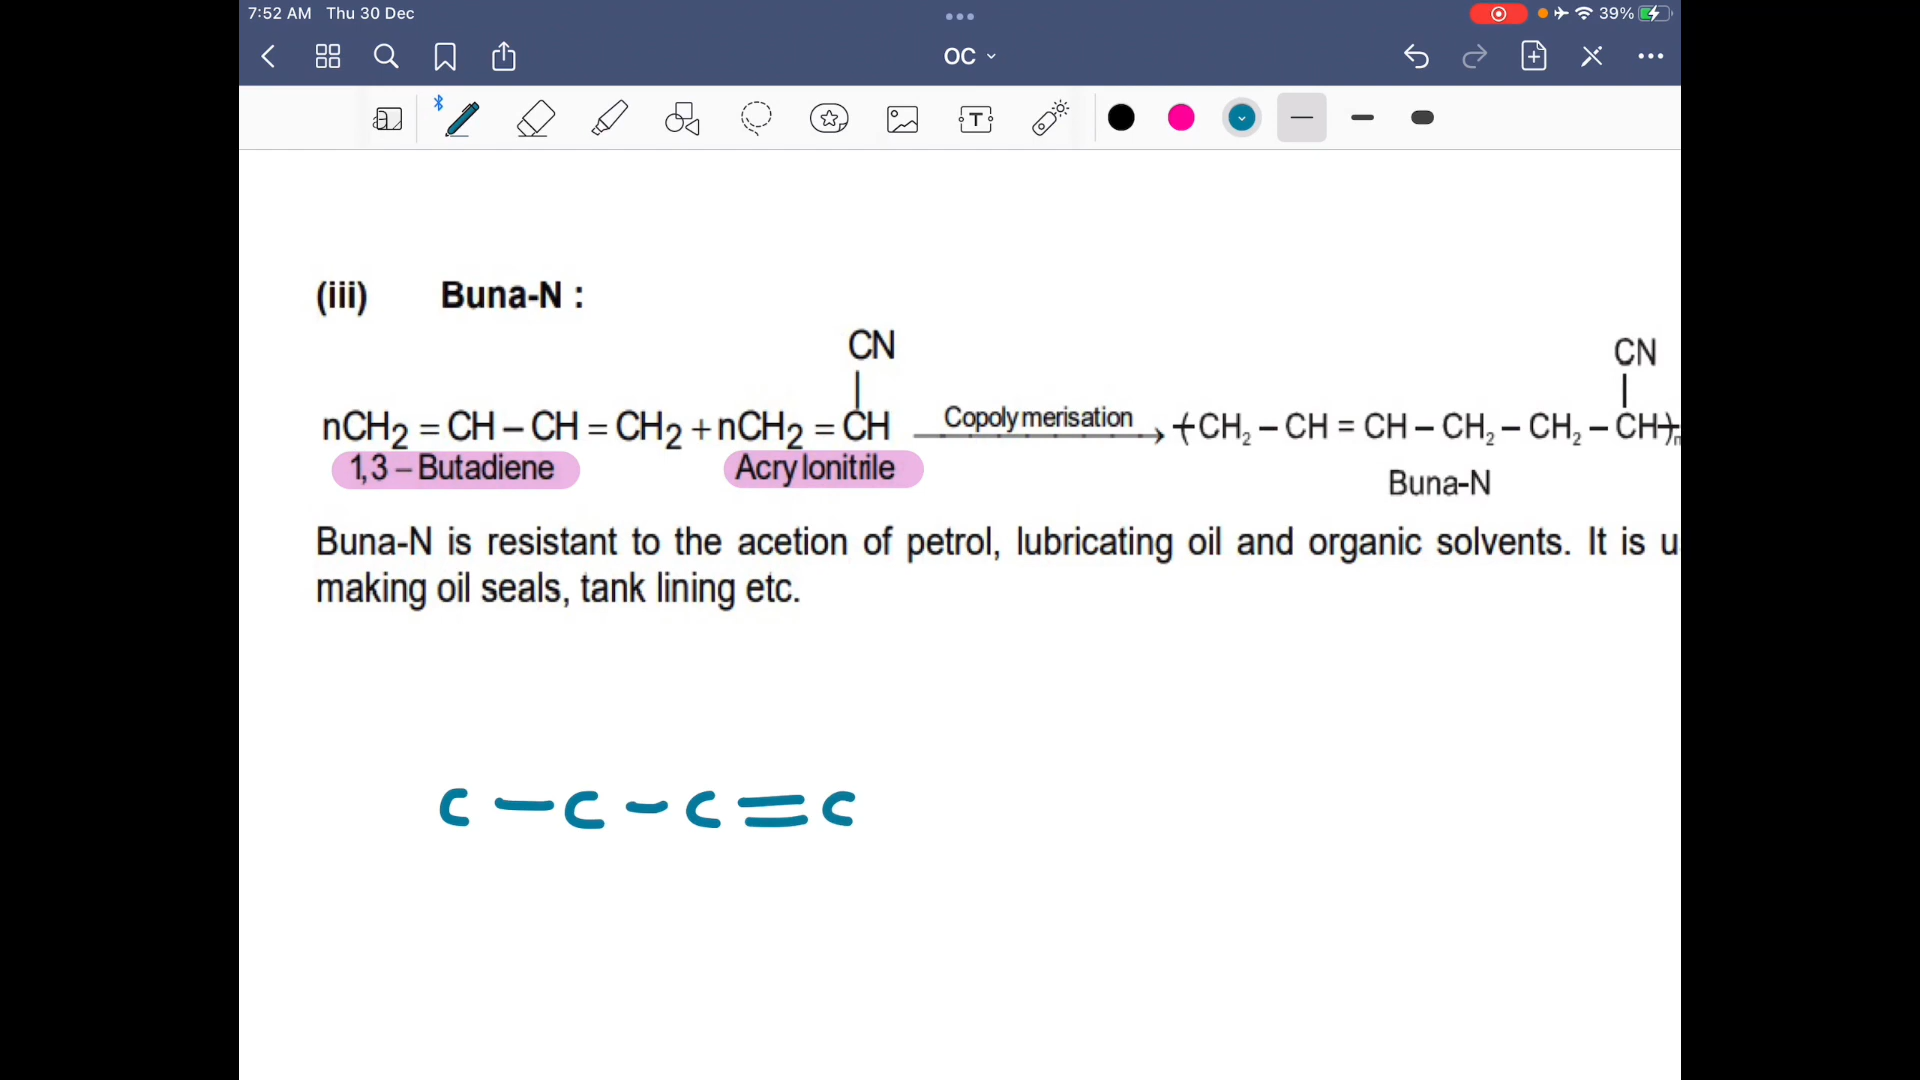 7:52 AM Thu 30 Dec
39%
OC
T
(iii) Buna-N :
CN
CN
nCH₂ = CH – CH = CH₂ + nCH₂ = CH Copolymerisation → (CH₂ – CH = CH – CH₂ – CH₂ – CH)n
1,3 – Butadiene Acrylonitrile
Buna-N
Buna-N is resistant to the acetion of petrol, lubricating oil and organic solvents. It is u
making oil seals, tank lining etc.
c – c – c = c